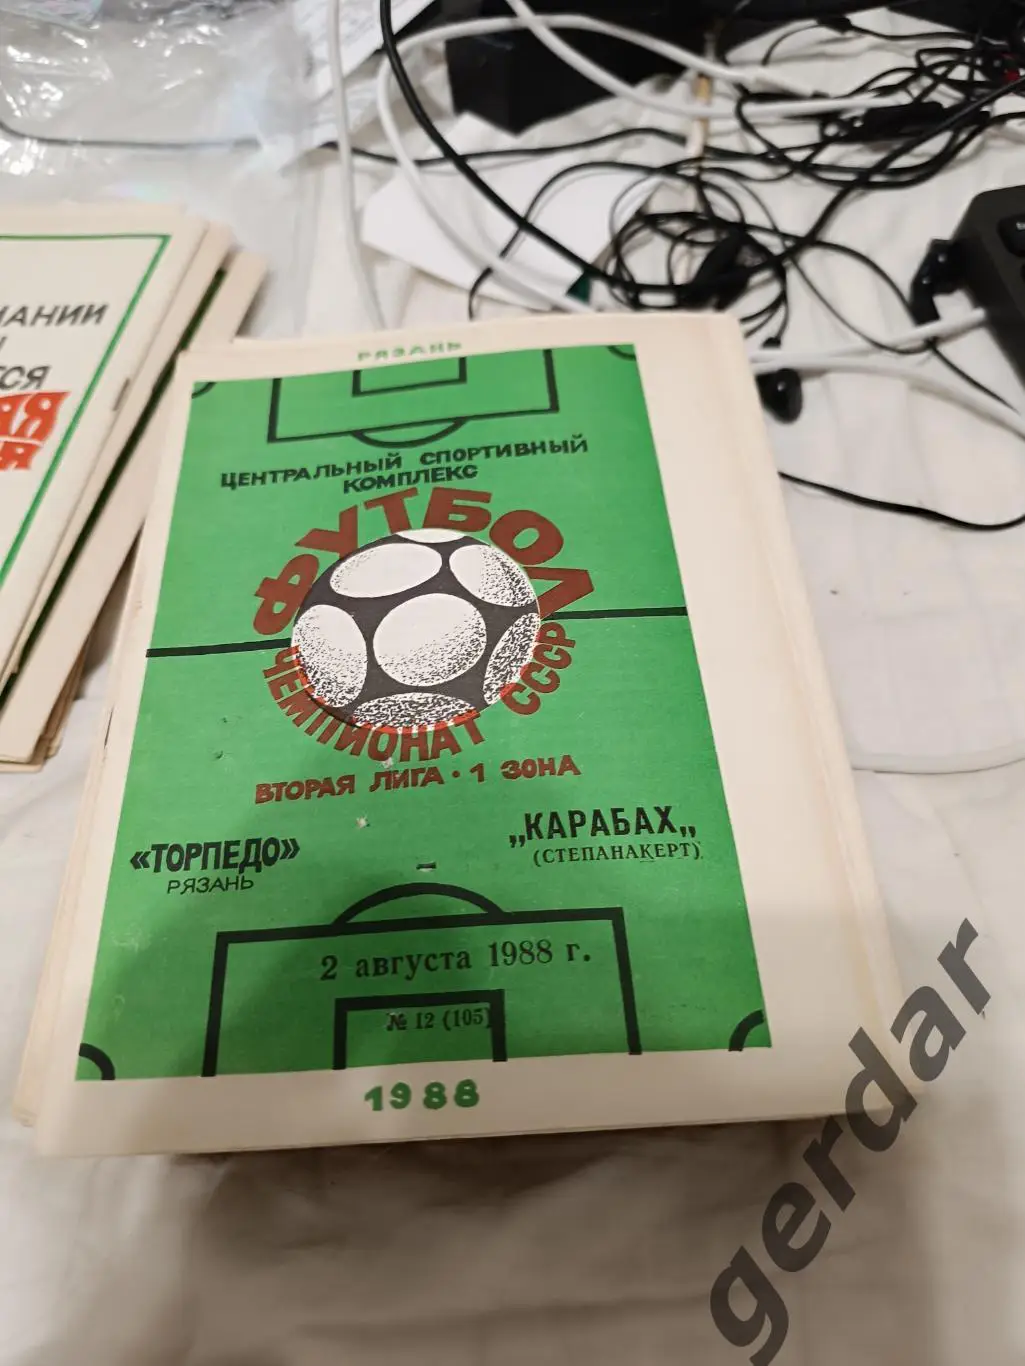 РЯЗАНЬ
ЦЕНТРАЛЬНЫЙ СПОРТИВНЫЙ
КОМПЛЕКС
ФУТБОЛ
ЧЕМПИОНАТ СССР
ВТОРАЯ ЛИГА • 1 ЗОНА
«ТОРПЕДО»
РЯЗАНЬ
–
„КАРАБАХ„
(СТЕПАНАКЕРТ)
2 августа 1988 г.
№ 12 (105)
1988
gerdar